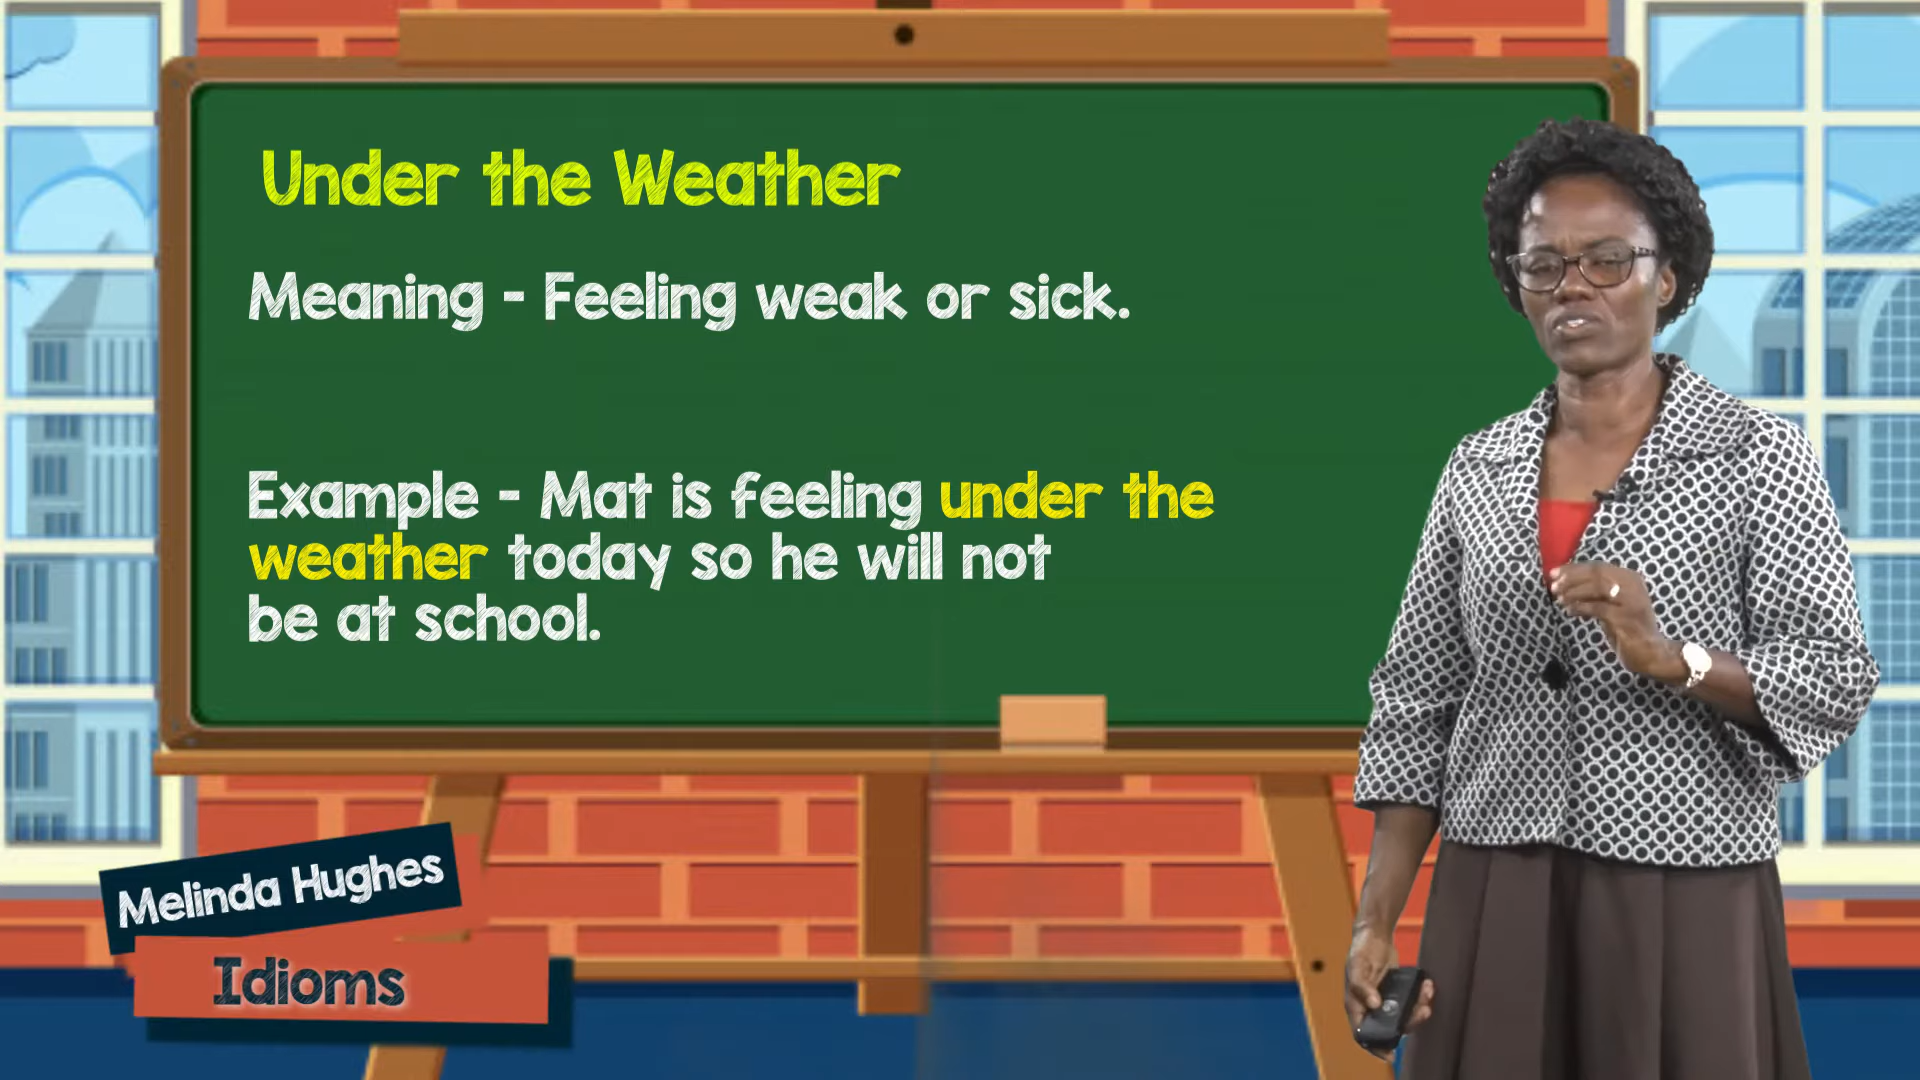 Under the Weather
Meaning - Feeling weak or sick.
Example - Mat is feeling under the
weather today so he will not
be at school.
Melinda Hughes
Idioms